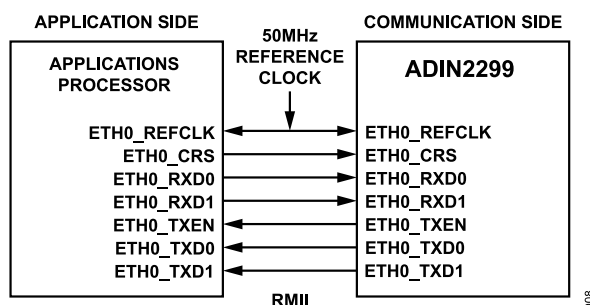 APPLICATION SIDE
COMMUNICATION SIDE
50MHz
REFERENCE
CLOCK
APPLICATIONS
PROCESSOR
ADIN2299
ETH0_REFCLK
ETH0_REFCLK
ETH0_CRS
ETH0_CRS
ETH0_RXD0
ETH0_RXD0
ETH0_RXD1
ETH0_RXD1
ETH0_TXEN
ETH0_TXEN
ETH0_TXD0
ETH0_TXD0
ETH0_TXD1
ETH0_TXD1
RMII